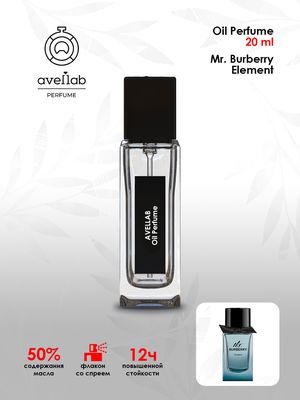 avellab
PERFUME
Oil Perfume
20 ml
Mr. Burberry
Element
AVELLAB
Oil Perfume
Mr.
BURBERRY
50%
содержания
масла
флакон
со спреем
12ч
повышенной
стойкости